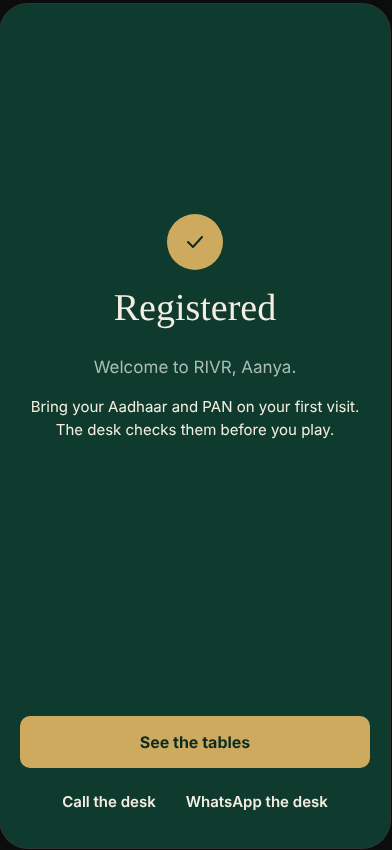 Registered
Welcome to RIVR, Aanya.
Bring your Aadhaar and PAN on your first visit.
The desk checks them before you play.
See the tables
Call the desk
WhatsApp the desk